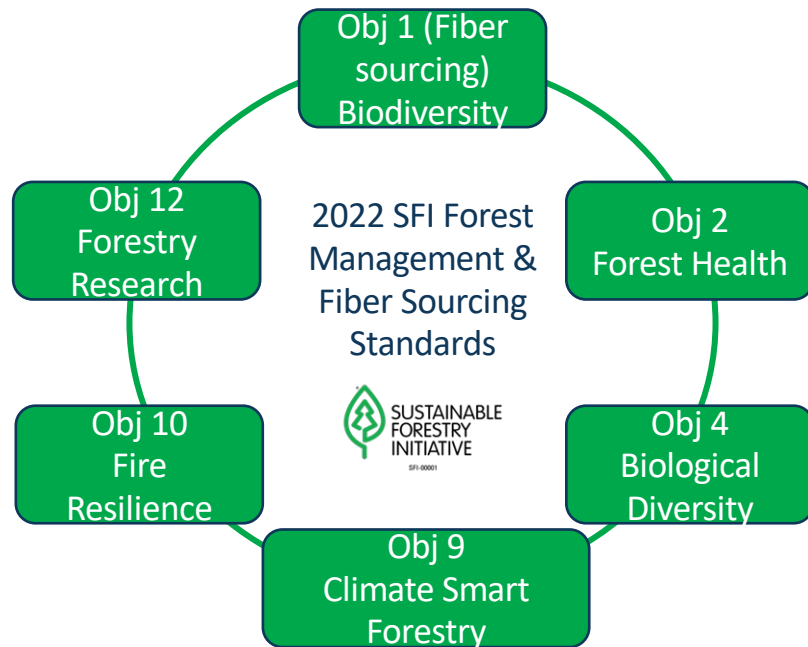 Obj 1 (Fiber
sourcing)
Biodiversity
Obj 12
Forestry
Research
2022 SFI Forest
Management &
Fiber Sourcing
Standards
Obj 2
Forest Health
SUSTAINABLE
FORESTRY
INITIATIVE
SFI-00001
Obj 10
Fire
Resilience
Obj 4
Biological
Diversity
Obj 9
Climate Smart
Forestry